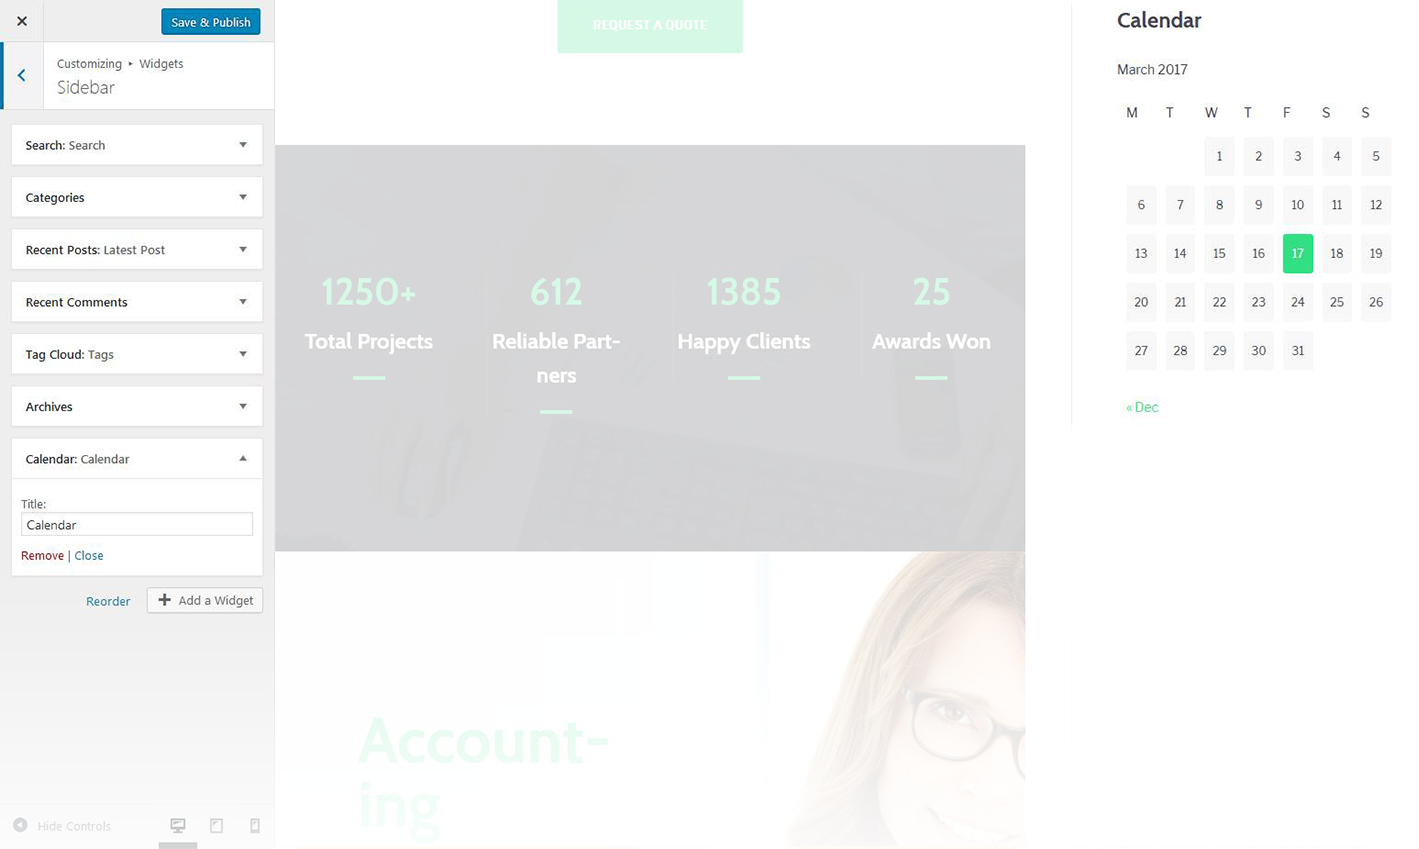 Save & Publish
Customizing ▸ Widgets
Sidebar
Search: Search
Categories
Recent Posts: Latest Post
Recent Comments
Tag Cloud: Tags
Archives
Calendar: Calendar
Title:
Calendar
Remove | Close
Reorder
Add a Widget
Hide Controls
REQUEST A QUOTE
1250+
Total Projects
612
Reliable Part-
ners
1385
Happy Clients
25
Awards Won
Account-
ing
Calendar
March 2017
M T W T F S S
1 2 3 4 5
6 7 8 9 10 11 12
13 14 15 16 17 18 19
20 21 22 23 24 25 26
27 28 29 30 31
« Dec